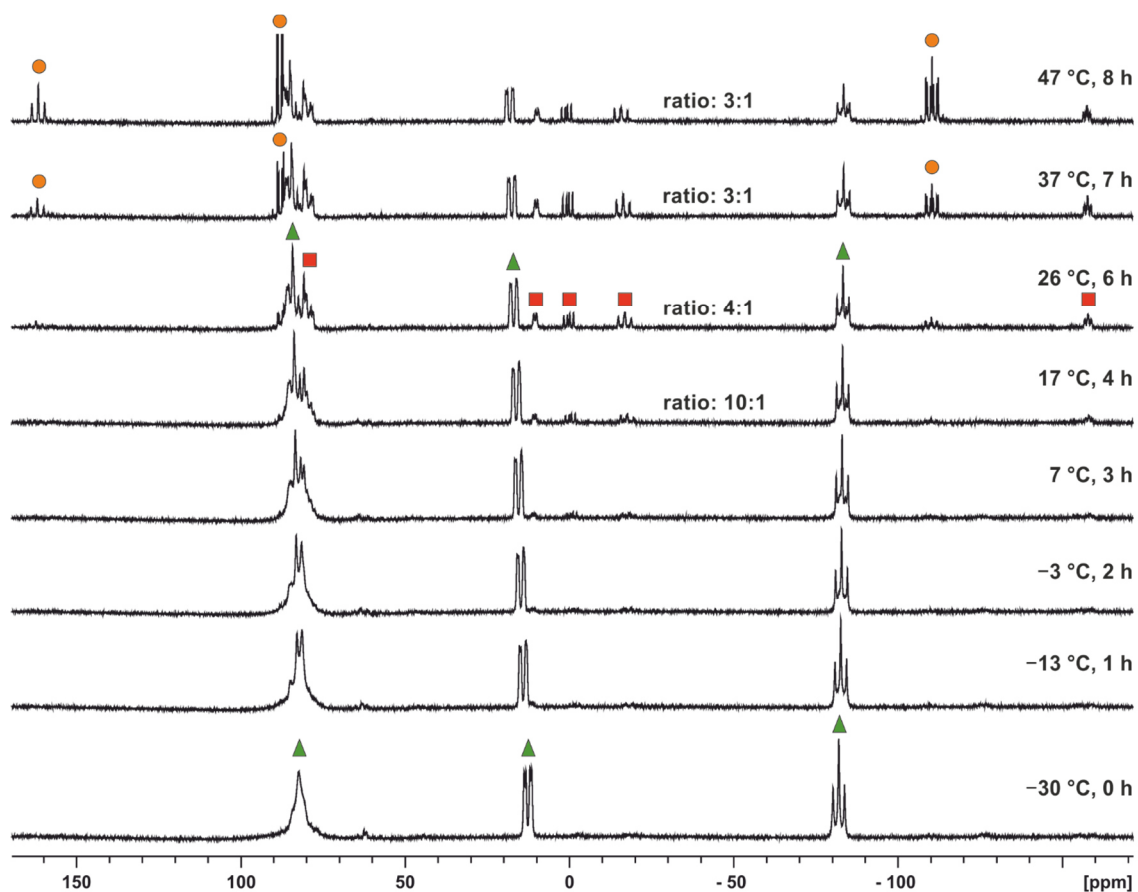 47 °C, 8 h
ratio: 3:1
37 °C, 7 h
ratio: 3:1
26 °C, 6 h
ratio: 4:1
17 °C, 4 h
ratio: 10:1
7 °C, 3 h
−3 °C, 2 h
−13 °C, 1 h
−30 °C, 0 h
150 100 50 0 - 50 - 100 [ppm]